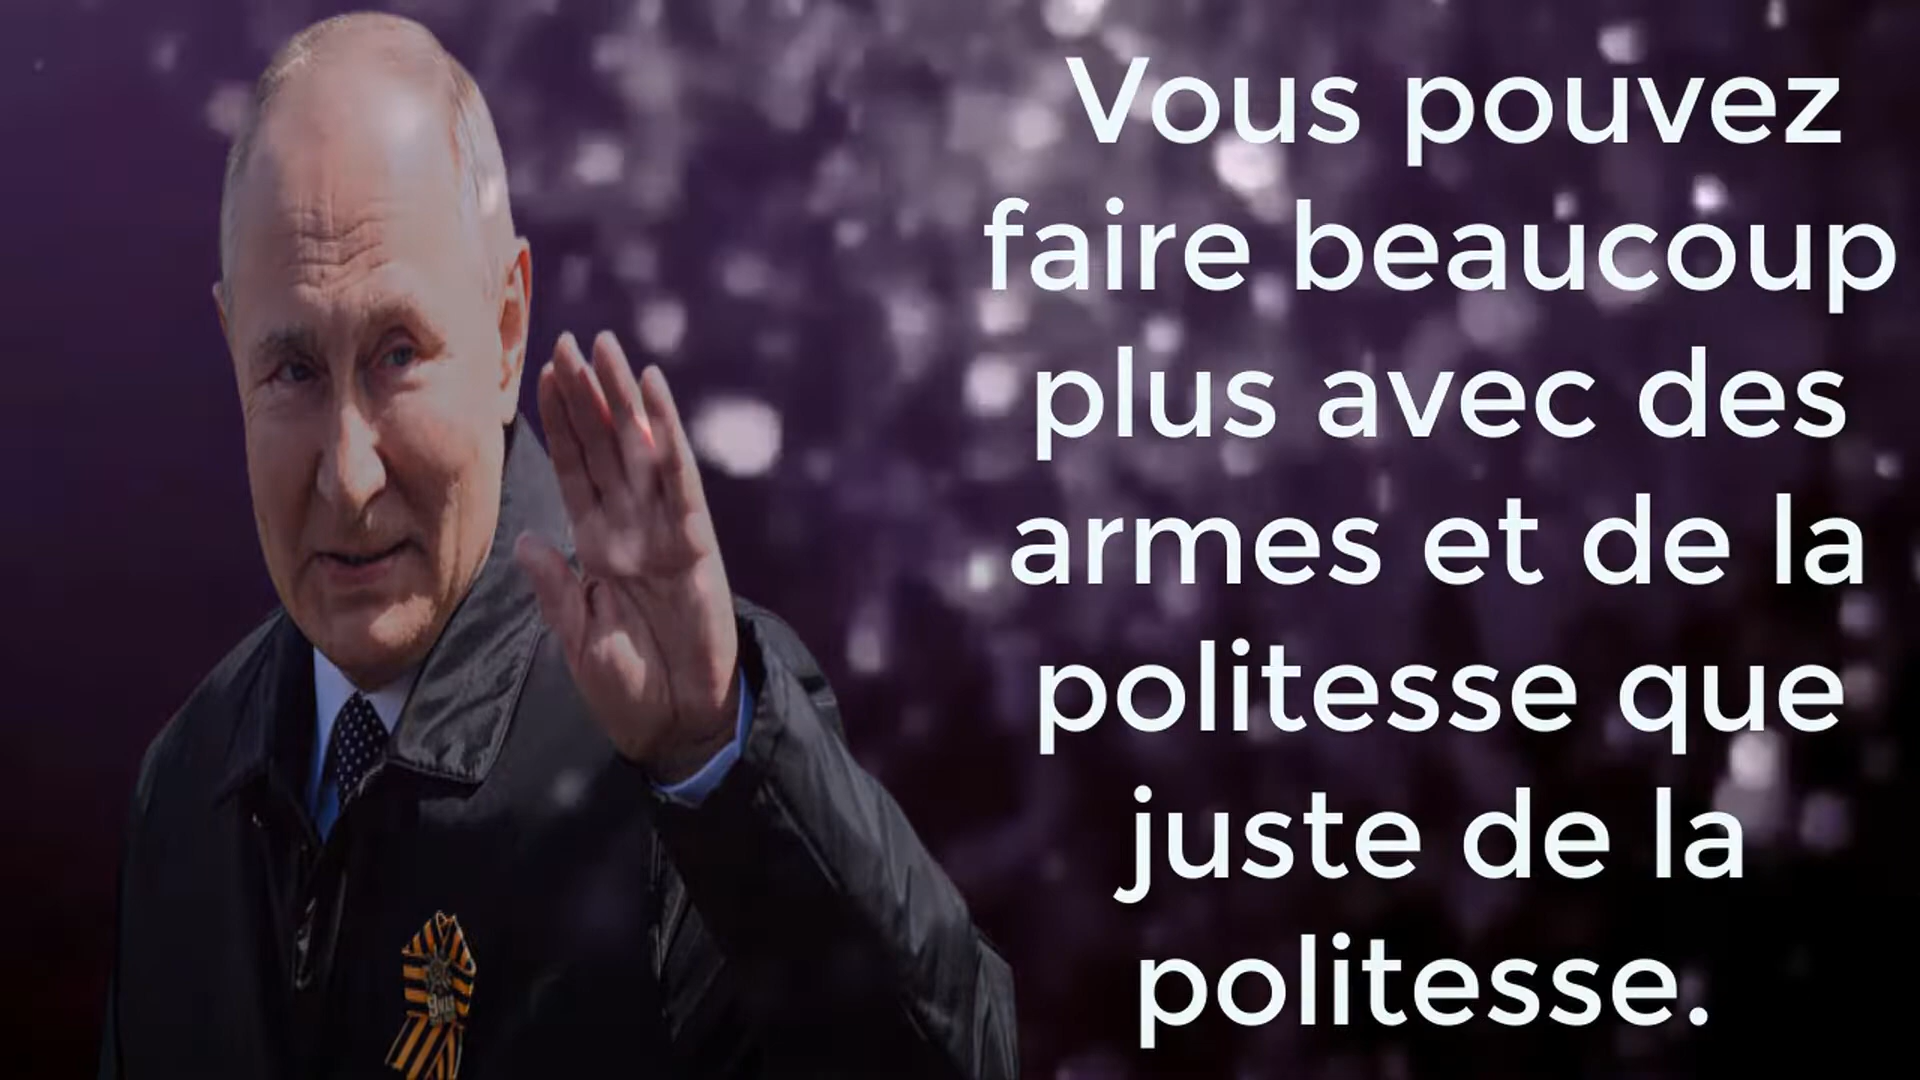 Vous pouvez
faire beaucoup
plus avec des
armes et de la
politesse que
juste de la
politesse.